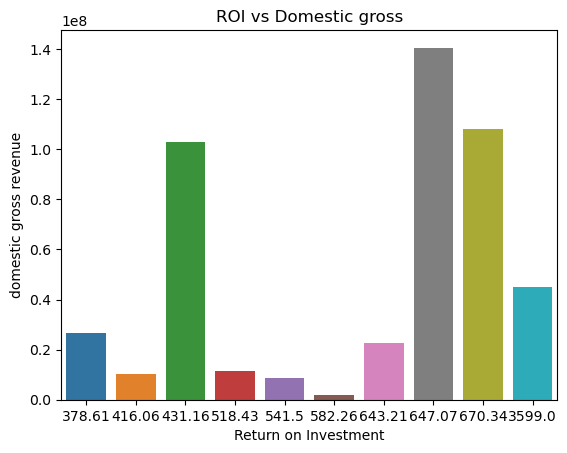 ROI vs Domestic gross
1e8
1.4
1.2
1.0
0.8
0.6
0.4
0.2
0.0
domestic gross revenue
378.61 416.06 431.16 518.43 541.5 582.26 643.21 647.07 670.34 3599.0
Return on Investment